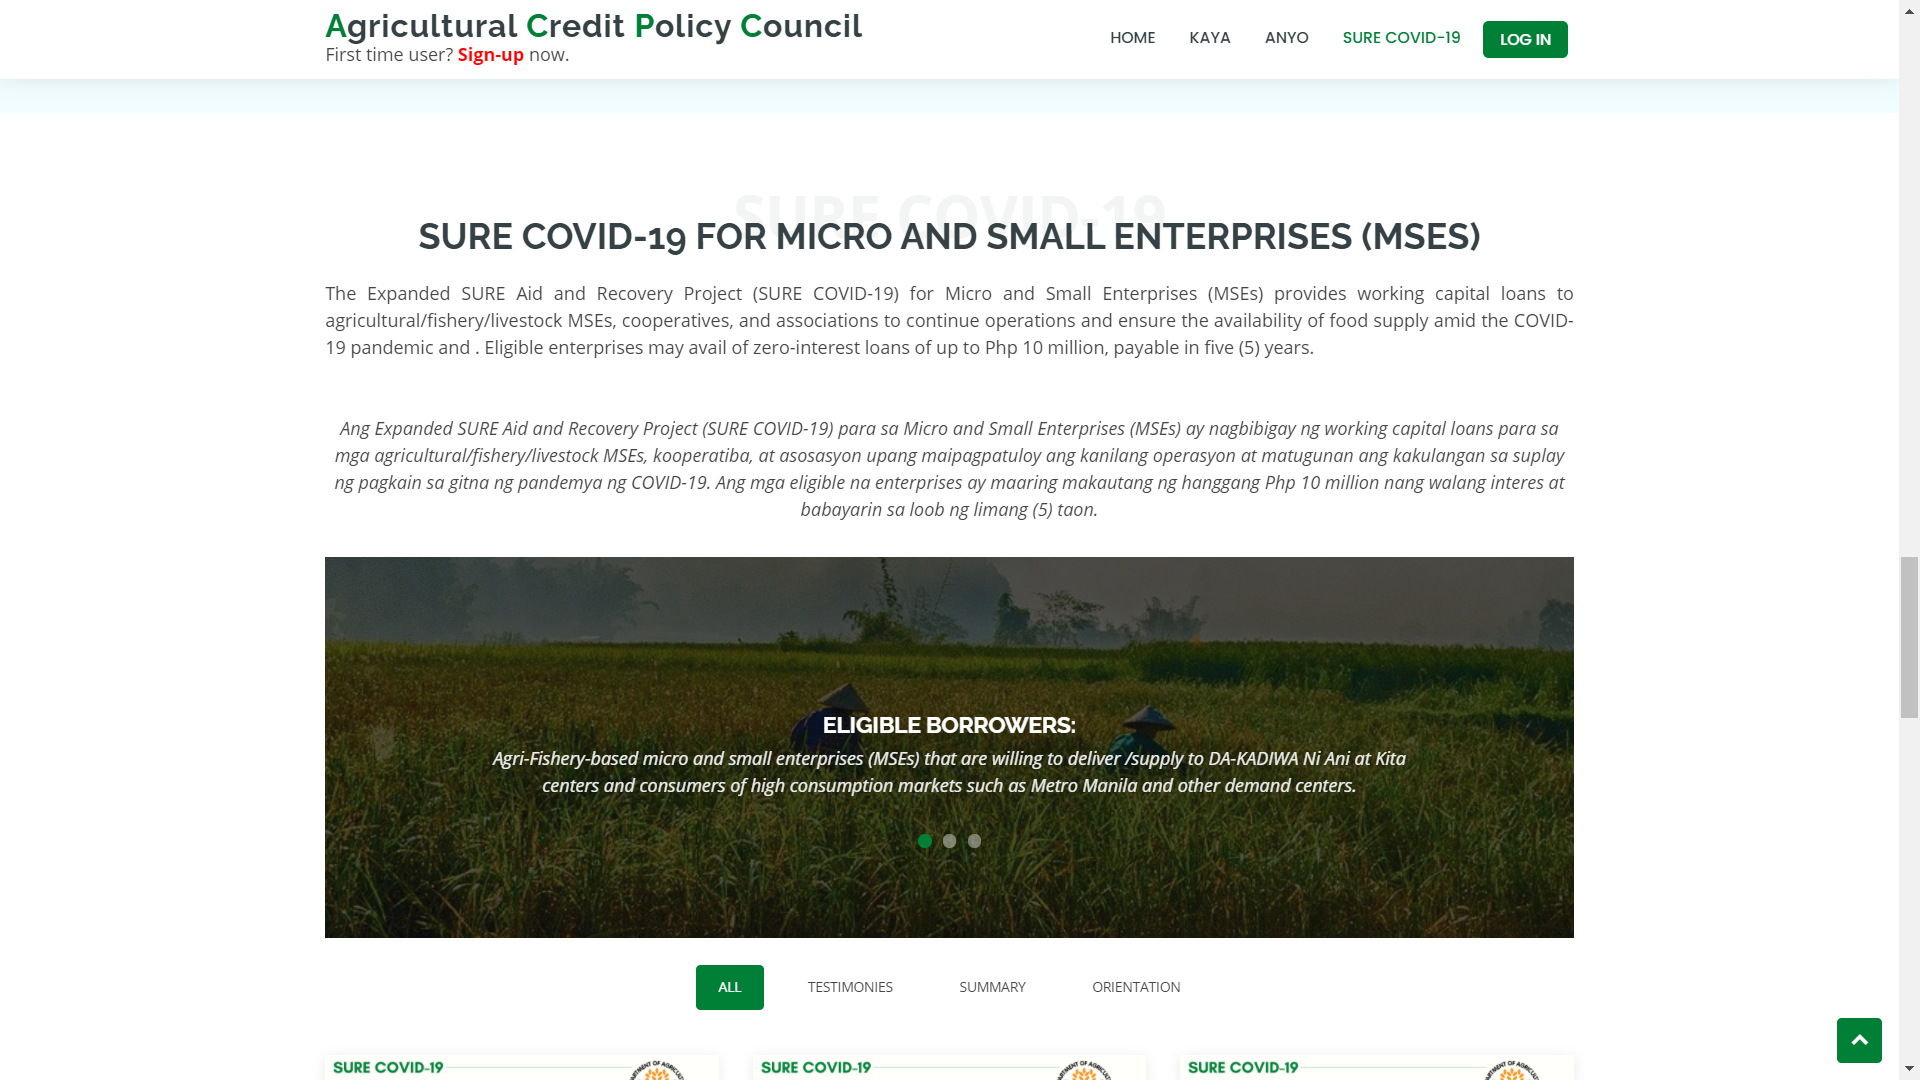 Agricultural Credit Policy Council
First time user? Sign-up now.
HOME
KAYA
ANYO
SURE COVID-19
LOG IN
SURE COVID-19
SURE COVID-19 FOR MICRO AND SMALL ENTERPRISES (MSES)
The Expanded SURE Aid and Recovery Project (SURE COVID-19) for Micro and Small Enterprises (MSEs) provides working capital loans to
agricultural/fishery/livestock MSEs, cooperatives, and associations to continue operations and ensure the availability of food supply amid the COVID-
19 pandemic and . Eligible enterprises may avail of zero-interest loans of up to Php 10 million, payable in five (5) years.
Ang Expanded SURE Aid and Recovery Project (SURE COVID-19) para sa Micro and Small Enterprises (MSEs) ay nagbibigay ng working capital loans para sa
mga agricultural/fishery/livestock MSEs, kooperatiba, at asosasyon upang maipagpatuloy ang kanilang operasyon at matugunan ang kakulangan sa suplay
ng pagkain sa gitna ng pandemya ng COVID-19. Ang mga eligible na enterprises ay maaring makautang ng hanggang Php 10 million nang walang interes at
babayarin sa loob ng limang (5) taon.
ELIGIBLE BORROWERS:
Agri-Fishery-based micro and small enterprises (MSEs) that are willing to deliver /supply to DA-KADIWA Ni Ani at Kita
centers and consumers of high consumption markets such as Metro Manila and other demand centers.
ALL
TESTIMONIES
SUMMARY
ORIENTATION
SURE COVID-19
SURE COVID-19
SURE COVID-19